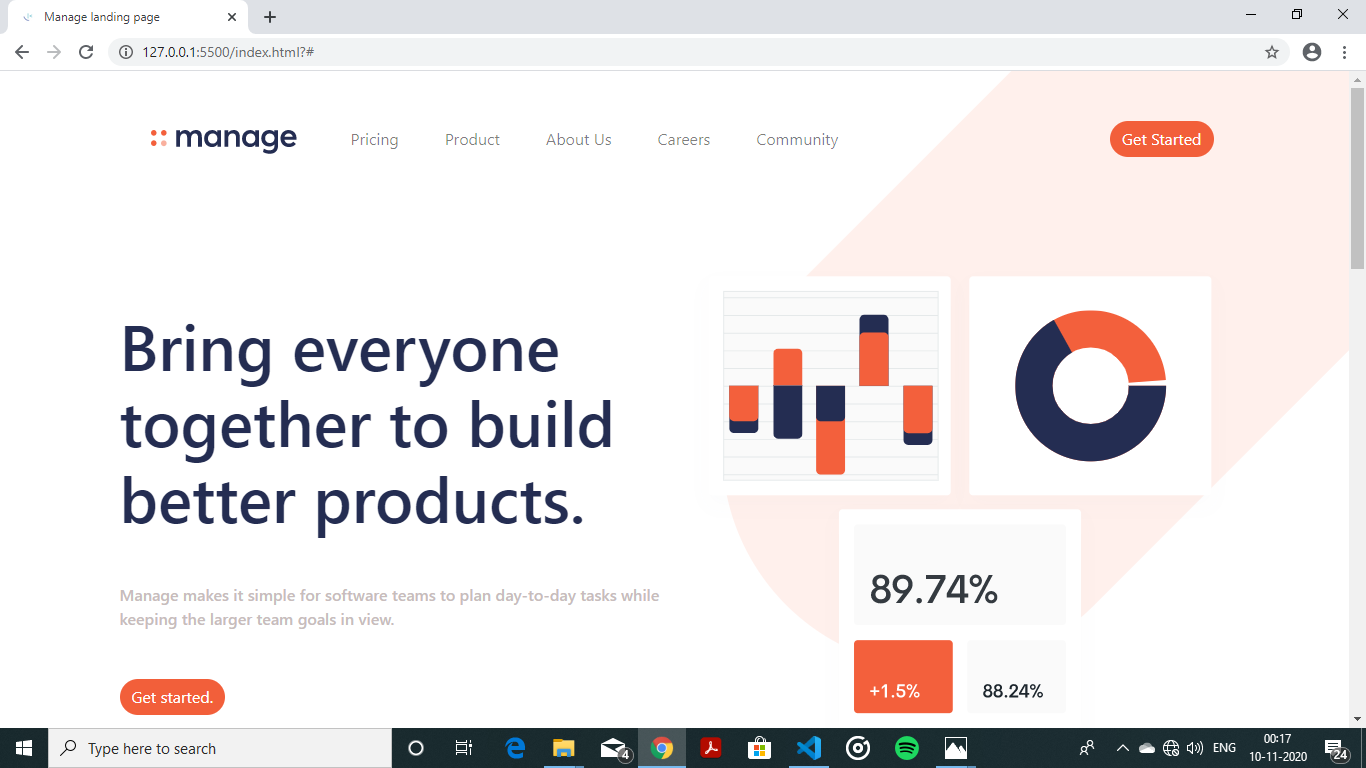 Manage landing page
127.0.0.1:5500/index.html?#
manage Pricing Product About Us Careers Community Get Started
Bring everyone
together to build
better products.
Manage makes it simple for software teams to plan day-to-day tasks while
keeping the larger team goals in view.
Get started.
89.74%
+1.5% 88.24%
Type here to search
4
ENG
00:17
10-11-2020
24